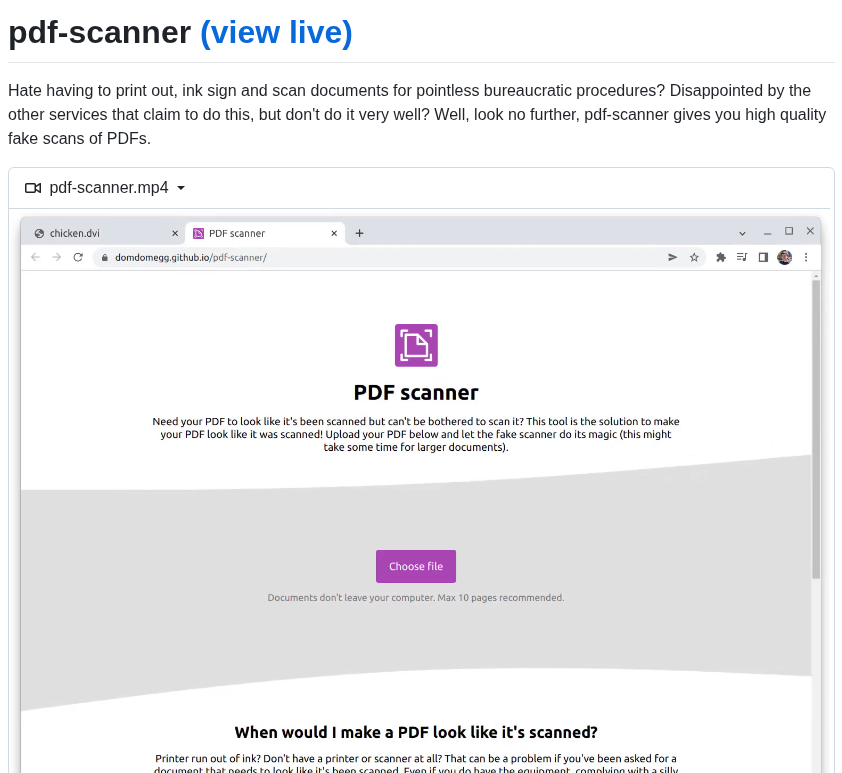 pdf-scanner (view live)
Hate having to print out, ink sign and scan documents for pointless bureaucratic procedures? Disappointed by the
other services that claim to do this, but don't do it very well? Well, look no further, pdf-scanner gives you high quality
fake scans of PDFs.
pdf-scanner.mp4
chicken.dvi
PDF scanner
domdomegg.github.io/pdf-scanner/
PDF scanner
Need your PDF to look like it's been scanned but can't be bothered to scan it? This tool is the solution to make
your PDF look like it was scanned! Upload your PDF below and let the fake scanner do its magic (this might
take some time for larger documents).
Choose file
Documents don't leave your computer. Max 10 pages recommended.
When would I make a PDF look like it's scanned?
Printer run out of ink? Don't have a printer or scanner at all? That can be a problem if you've been asked for a
document that needs to look like it's been scanned. Even if you do have the equipment, complying with a silly